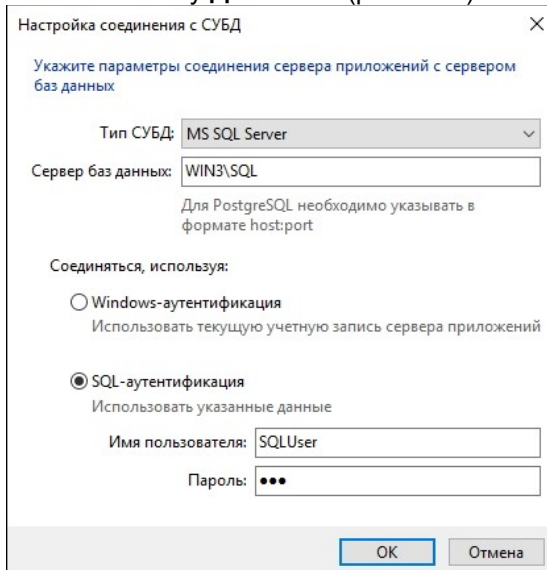 Настройка соединения с СУБД
Укажите параметры соединения сервера приложений с сервером
баз данных
Тип СУБД: MS SQL Server
Сервер баз данных: WIN3\SQL
Для PostgreSQL необходимо указывать в
формате host:port
Соединяться, используя:
Windows-аутентификация
Использовать текущую учетную запись сервера приложений
SQL-аутентификация
Использовать указанные данные
Имя пользователя: SQLUser
Пароль: •••
OK Отмена